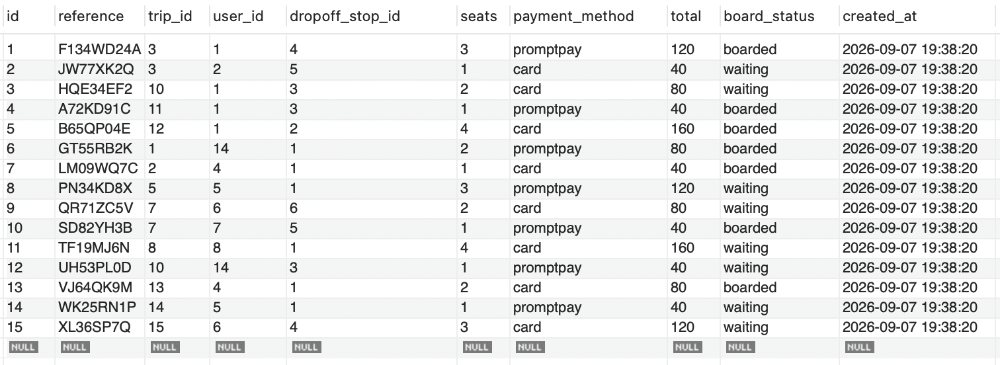 id reference trip_id user_id dropoff_stop_id seats payment_method total board_status created_at
1 F134WD24A 3 1 4 3 promptpay 120 boarded 2026-09-07 19:38:20
2 JW77XK2Q 3 2 5 1 card 40 waiting 2026-09-07 19:38:20
3 HQE34EF2 10 1 3 2 card 80 waiting 2026-09-07 19:38:20
4 A72KD91C 11 1 3 1 promptpay 40 boarded 2026-09-07 19:38:20
5 B65QP04E 12 1 2 4 card 160 boarded 2026-09-07 19:38:20
6 GT55RB2K 1 14 1 2 promptpay 80 boarded 2026-09-07 19:38:20
7 LM09WQ7C 2 4 1 1 card 40 boarded 2026-09-07 19:38:20
8 PN34KD8X 5 5 1 3 promptpay 120 waiting 2026-09-07 19:38:20
9 QR71ZC5V 7 6 6 2 card 80 waiting 2026-09-07 19:38:20
10 SD82YH3B 7 7 5 1 promptpay 40 boarded 2026-09-07 19:38:20
11 TF19MJ6N 8 8 1 4 card 160 waiting 2026-09-07 19:38:20
12 UH53PL0D 10 14 3 1 promptpay 40 waiting 2026-09-07 19:38:20
13 VJ64QK9M 13 4 1 2 card 80 boarded 2026-09-07 19:38:20
14 WK25RN1P 14 5 1 1 promptpay 40 waiting 2026-09-07 19:38:20
15 XL36SP7Q 15 6 4 3 card 120 waiting 2026-09-07 19:38:20
NULL NULL NULL NULL NULL NULL NULL NULL NULL NULL